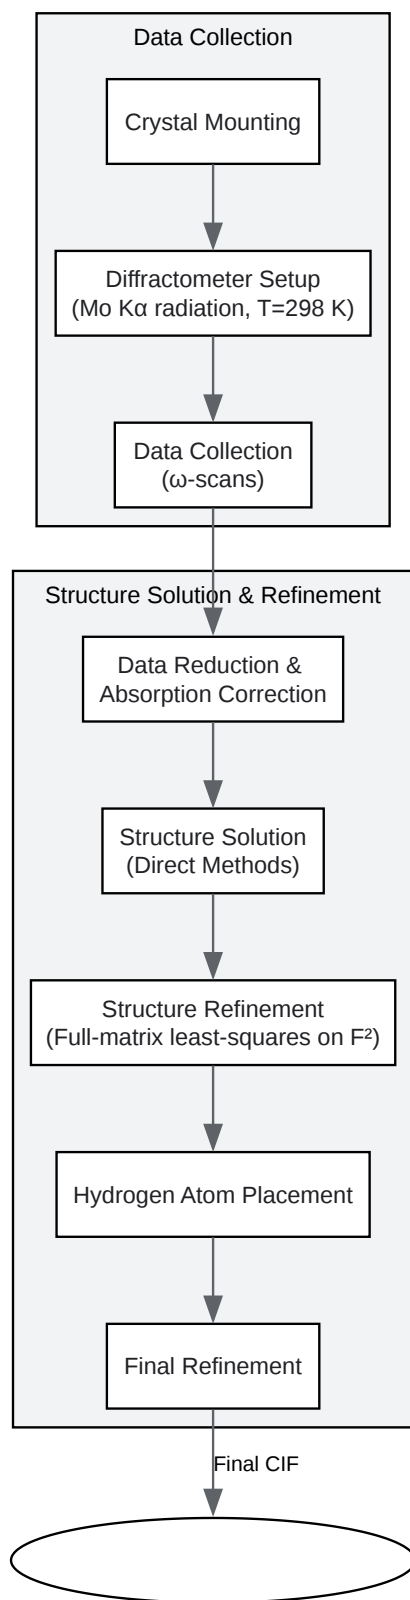 Data Collection
Crystal Mounting
Diffractometer Setup
(Mo Kα radiation, T=298 K)
Data Collection
(ω-scans)
Structure Solution & Refinement
Data Reduction &
Absorption Correction
Structure Solution
(Direct Methods)
Structure Refinement
(Full-matrix least-squares on F²)
Hydrogen Atom Placement
Final Refinement
Final CIF